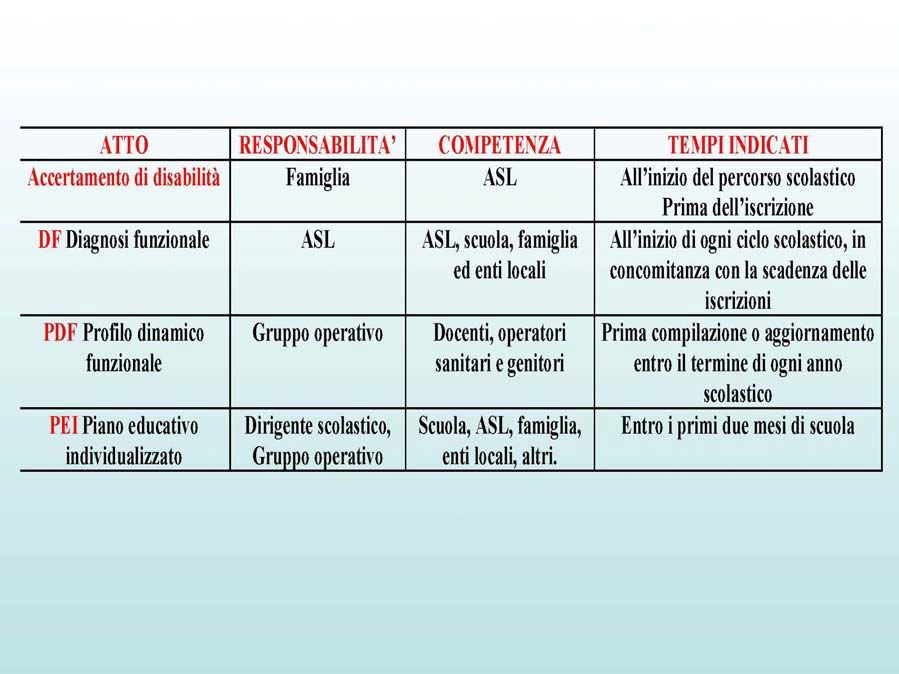 ATTO RESPONSABILITA’ COMPETENZA TEMPI INDICATI
Accertamento di disabilità Famiglia ASL All’inizio del percorso scolastico
Prima dell’iscrizione
DF Diagnosi funzionale ASL ASL, scuola, famiglia All’inizio di ogni ciclo scolastico, in
ed enti locali concomitanza con la scadenza delle
iscrizioni
PDF Profilo dinamico Gruppo operativo Docenti, operatori Prima compilazione o aggiornamento
funzionale sanitari e genitori entro il termine di ogni anno
scolastico
PEI Piano educativo Dirigente scolastico, Scuola, ASL, famiglia, Entro i primi due mesi di scuola
individualizzato Gruppo operativo enti locali, altri.